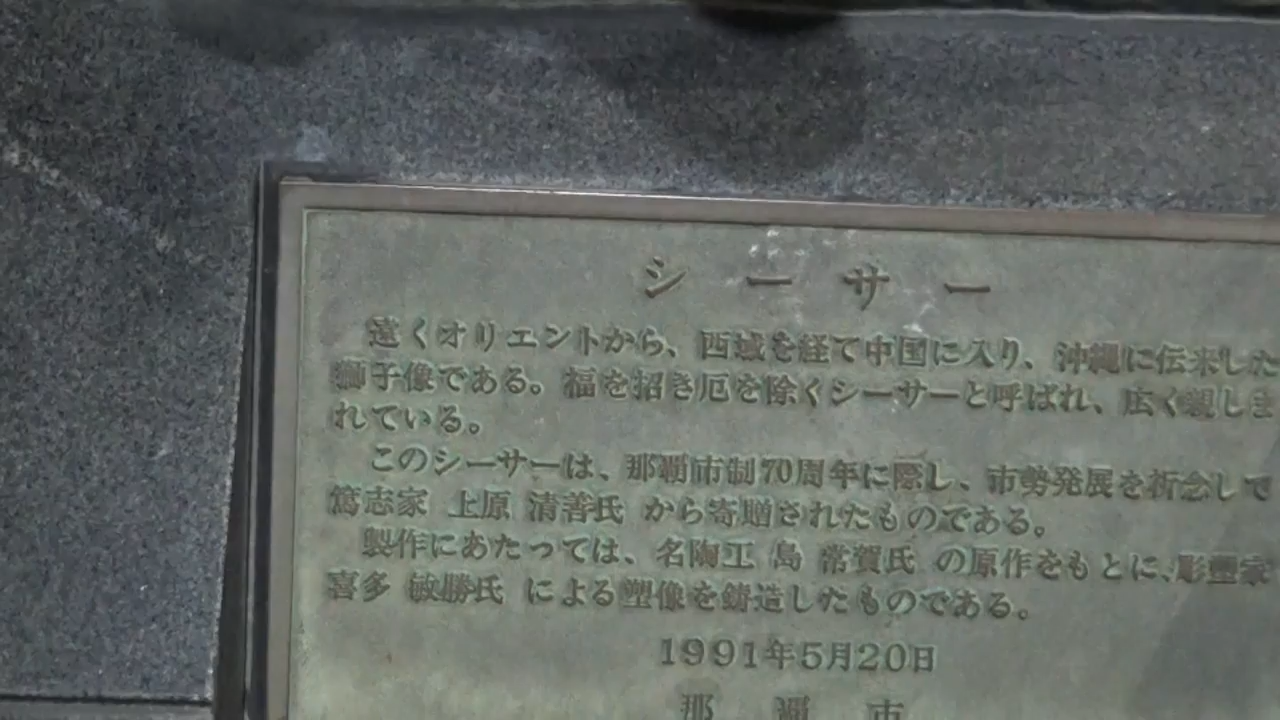 シーサー
遠くオリエントから、西域を経て中国に入り、沖縄に伝来した
獅子像である。福を招き厄を除くシーサーと呼ばれ、広く親しま
れている。
このシーサーは、那覇市制70周年に際し、市勢発展を祈念して
篤志家 上原 清善氏 から寄贈されたものである。
製作にあたっては、名陶工 島 常賀氏 の原作をもとに、彫塑家
喜多 敏勝氏 による塑像を鋳造したものである。
1991年5月20日
那覇市